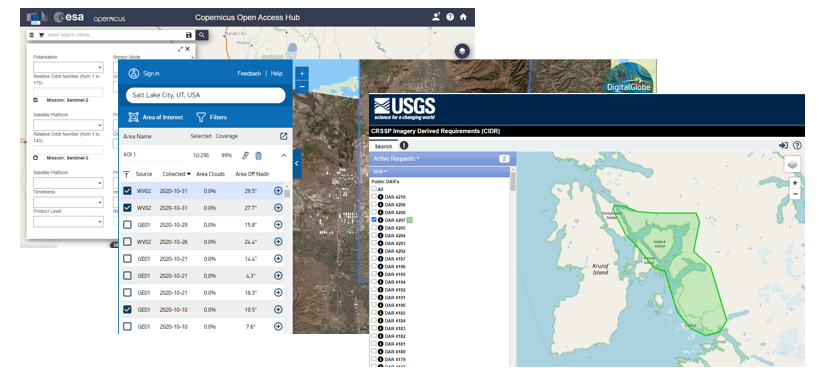 esa
opernicus
Copernicus Open Access Hub
Insert search criteria...
Polarisation
Sensor Mode
Relative Orbit Number (from 1 to
175)
Mission: Sentinel-2
Satellite Platform
Relative Orbit Number (from 1 to
143)
Mission: Sentinel-3
Satellite Platform
Timeliness
Product Level
Sign in
Feedback | Help
Salt Lake City, UT, USA
Area of Interest
Filters
Area Name Selected Coverage
AOI 1 10/296 99%
Source Collected Area Clouds Area Off Nadir
WV02 2020-10-31 0.0% 29.5°
WV02 2020-10-31 0.0% 27.7°
GE01 2020-10-29 0.0% 15.8°
WV02 2020-10-26 0.0% 24.4°
GE01 2020-10-21 0.0% 14.4°
GE01 2020-10-21 0.0% 4.3°
GE01 2020-10-21 0.0% 16.3°
GE01 2020-10-10 0.0% 19.5°
GE01 2020-10-10 0.0% 7.6°
DigitalGlobe
USGS
science for a changing world
CRSSP Imagery Derived Requirements (CIDR)
Search
Active Requests
2
2020
Public DAR's
All
DAR 4210
DAR 4209
DAR 4208
DAR 4207
DAR 4205
DAR 4204
DAR 4203
DAR 4202
DAR 4197
DAR 4196
DAR 4195
DAR 4194
DAR 4192
DAR 4191
DAR 4190
DAR 4185
DAR 4184
DAR 4183
DAR 4182
DAR 4181
DAR 4180
DAR 4179
Kruzof
Island
Sitka